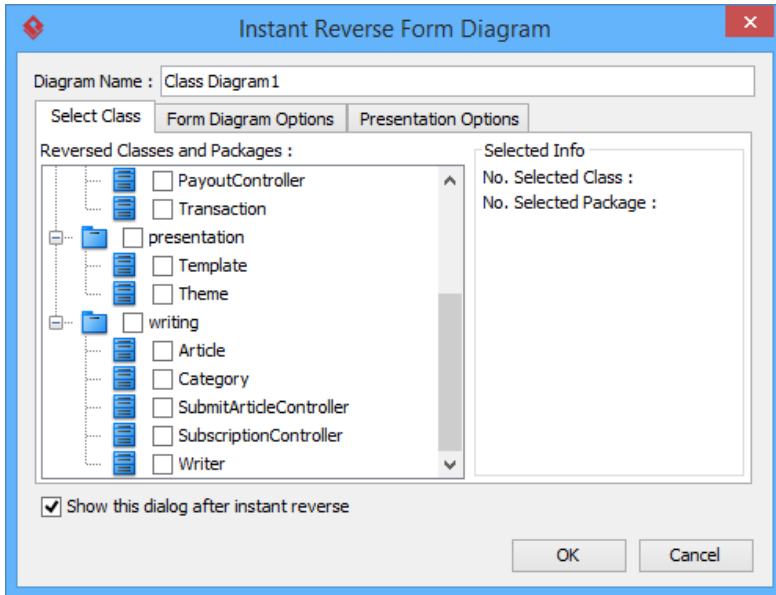 Instant Reverse Form Diagram
Diagram Name : Class Diagram1
Select Class Form Diagram Options Presentation Options
Reversed Classes and Packages :
PayoutController
Transaction
presentation
Template
Theme
writing
Article
Category
SubmitArticleController
SubscriptionController
Writer
Selected Info
No. Selected Class :
No. Selected Package :
Show this dialog after instant reverse
OK Cancel